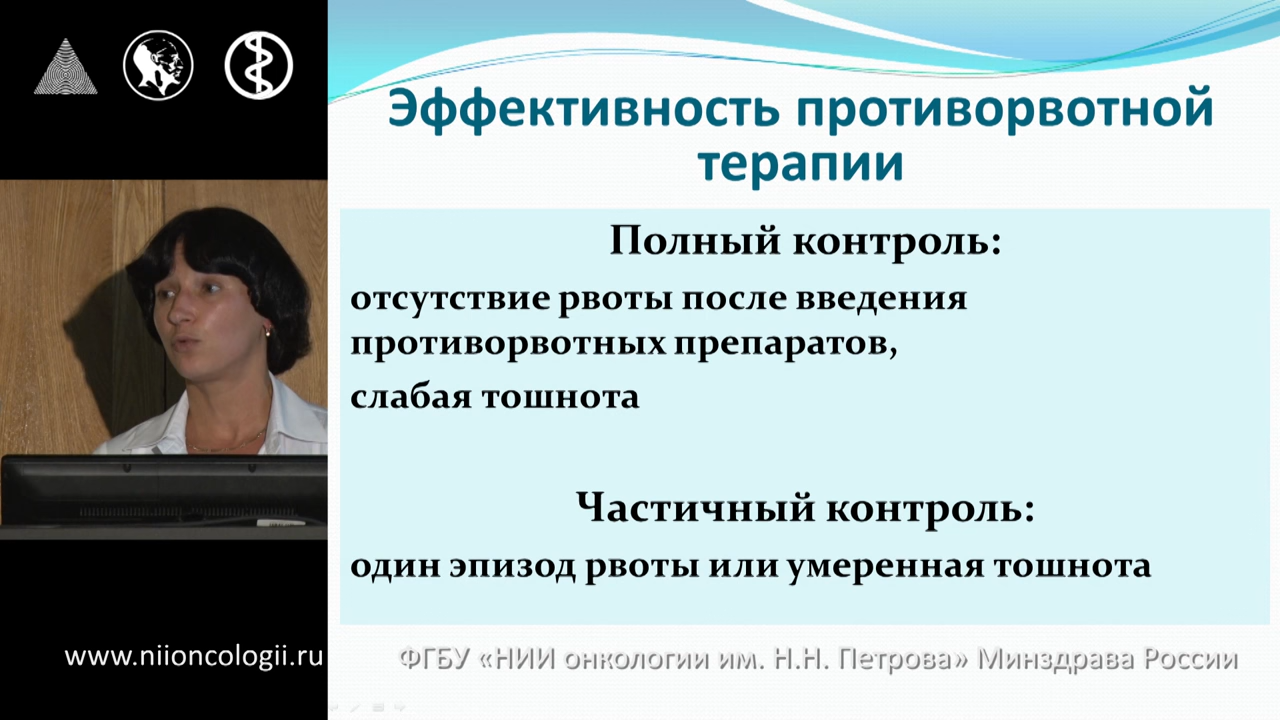 Эффективность противорвотной
терапии
Полный контроль:
отсутствие рвоты после введения
противорвотных препаратов,
слабая тошнота
Частичный контроль:
один эпизод рвоты или умеренная тошнота
www.niioncologii.ru
ФГБУ «НИИ онкологии им. Н.Н. Петрова» Минздрава России